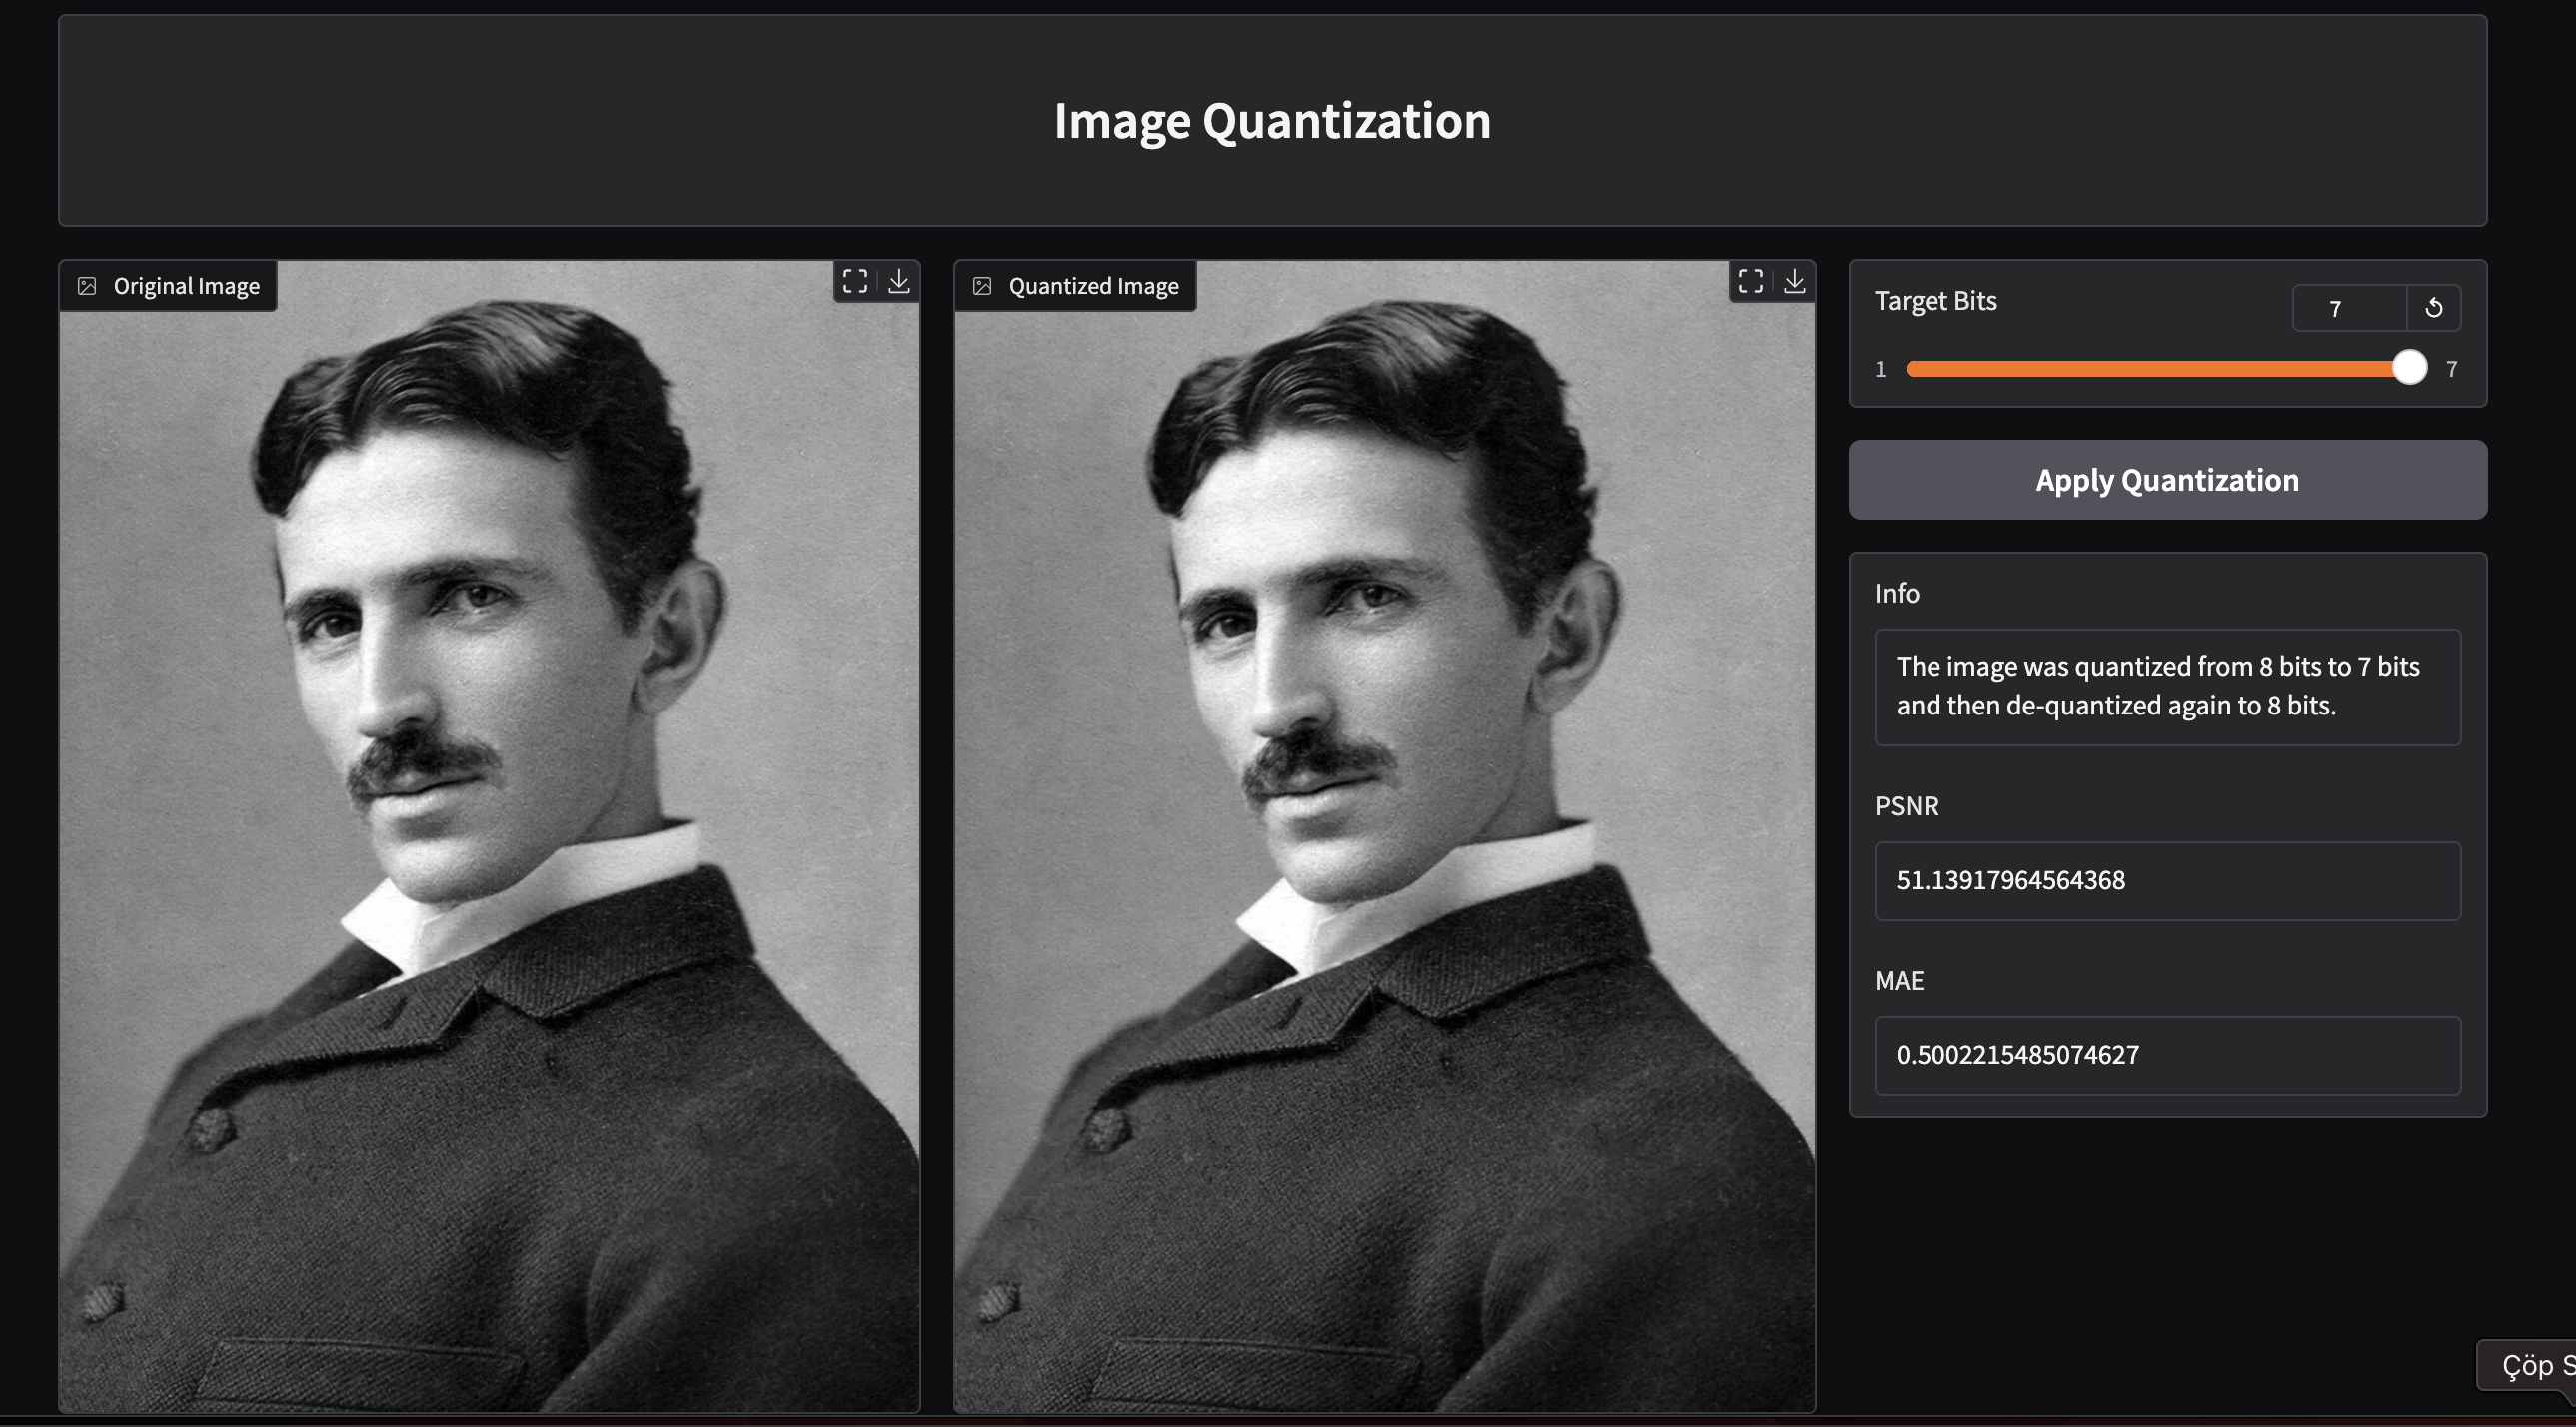 Image Quantization
Original Image
Quantized Image
Target Bits
7
1
7
Apply Quantization
Info
The image was quantized from 8 bits to 7 bits
and then de-quantized again to 8 bits.
PSNR
51.13917964564368
MAE
0.5002215485074627
Çöp S